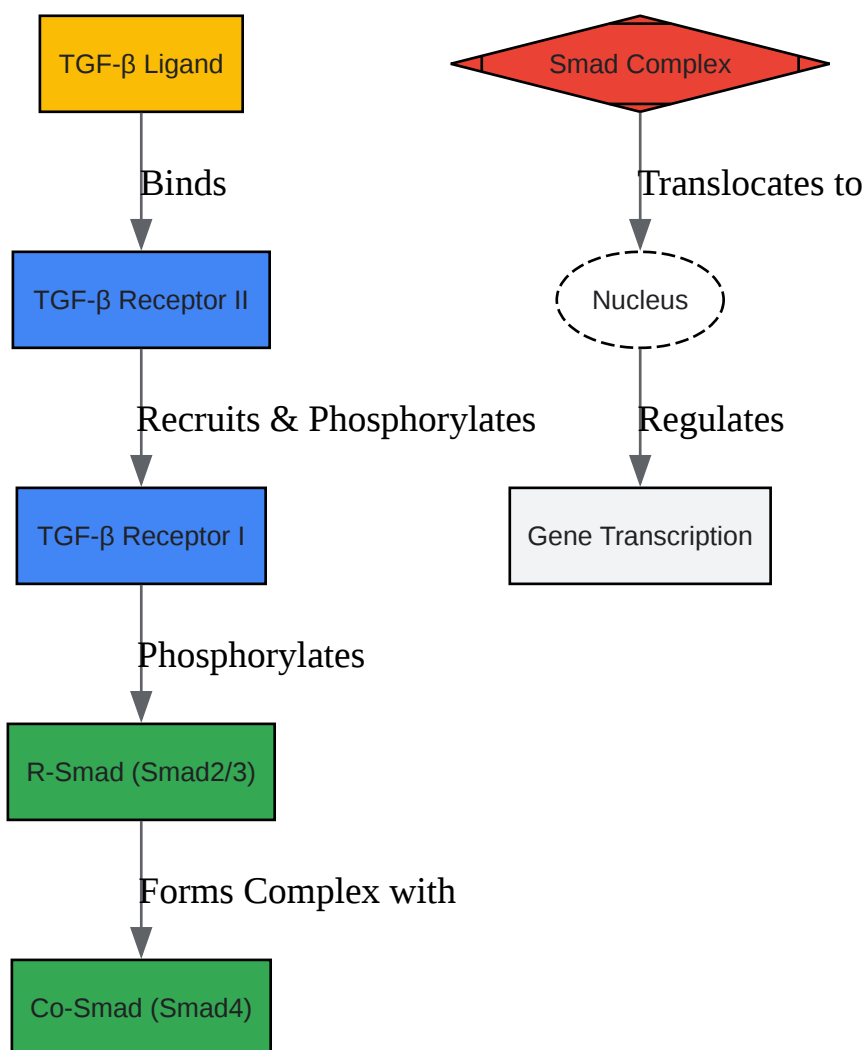 TGF-β Ligand
Binds
TGF-β Receptor II
Recruits & Phosphorylates
TGF-β Receptor I
Phosphorylates
R-Smad (Smad2/3)
Forms Complex with
Co-Smad (Smad4)
Smad Complex
Translocates to
Nucleus
Regulates
Gene Transcription